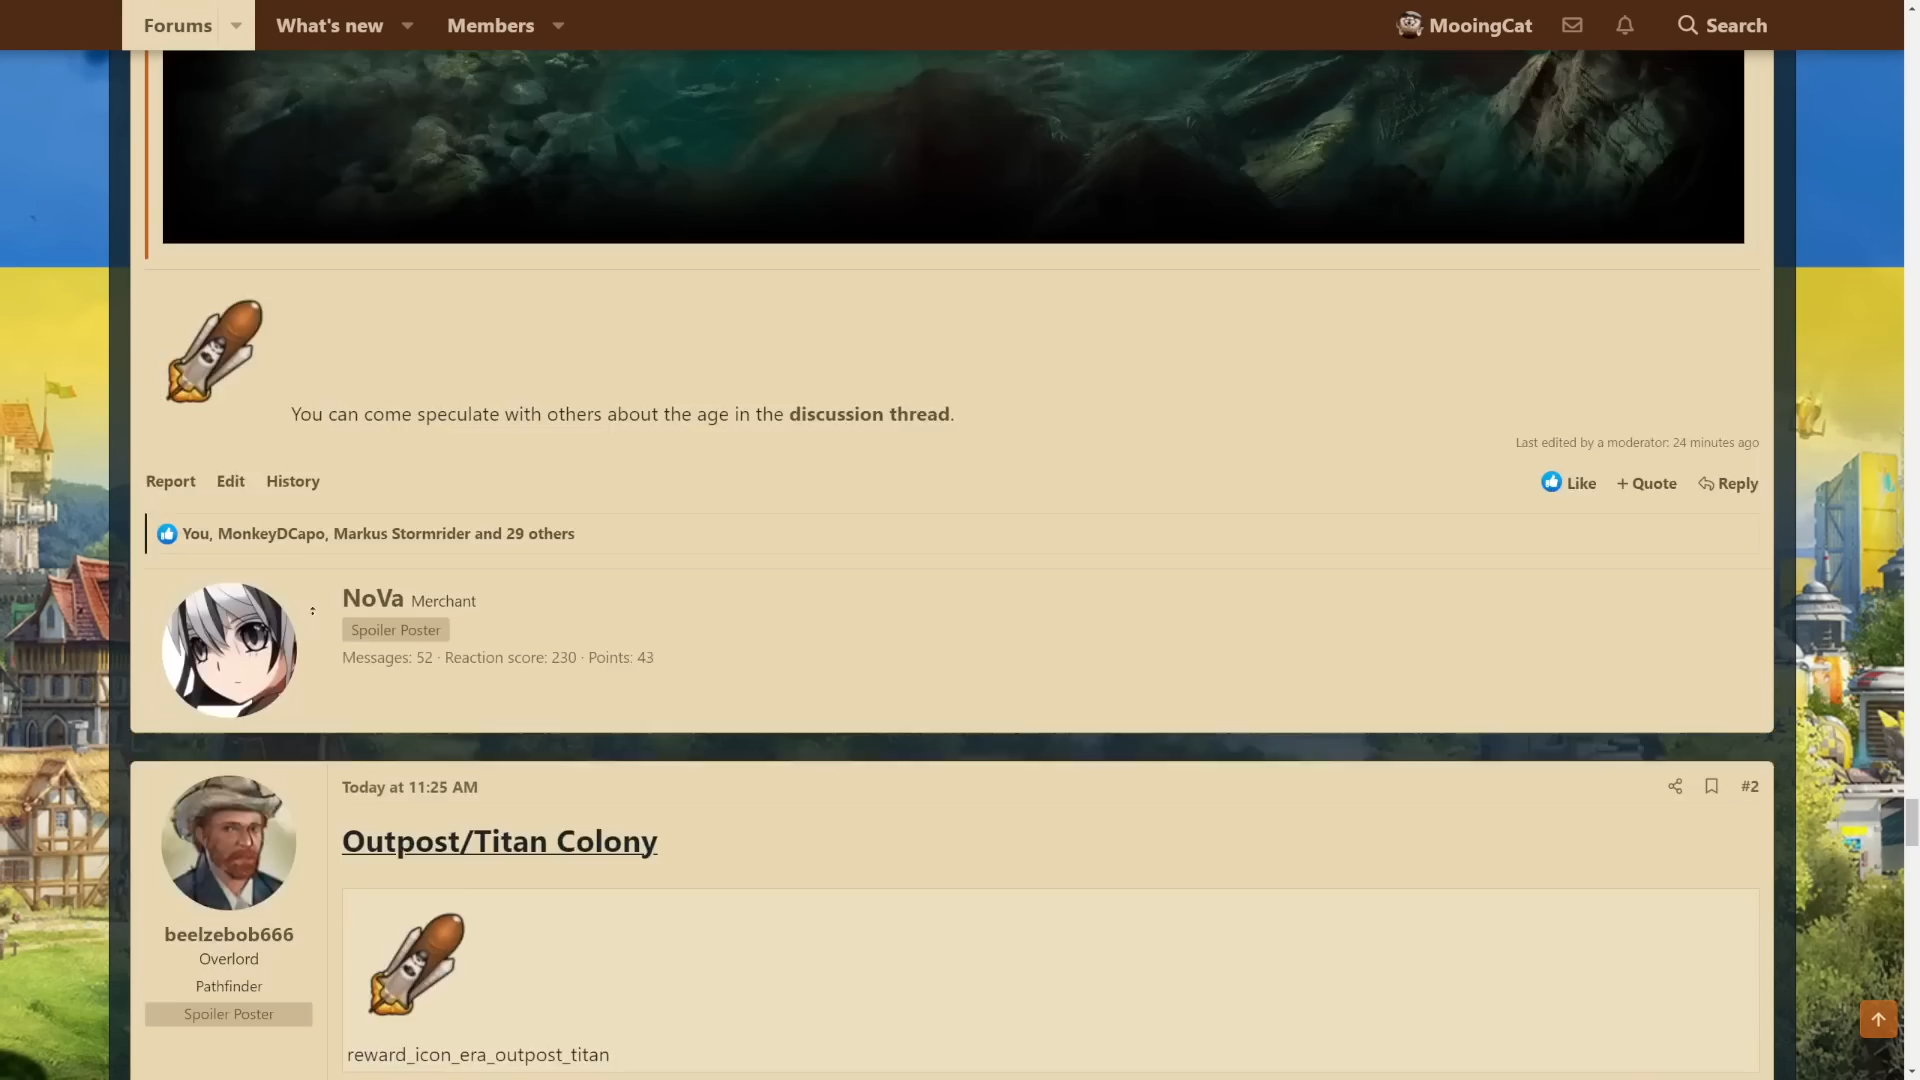 Forums
What's new
Members
MooingCat
Search
You can come speculate with others about the age in the discussion thread.
Last edited by a moderator: 24 minutes ago
Report Edit History
Like + Quote Reply
You, MonkeyDCapo, Markus Stormrider and 29 others
NoVa Merchant
Spoiler Poster
Messages: 52 · Reaction score: 230 · Points: 43
Today at 11:25 AM
#2
Outpost/Titan Colony
beelzebob666
Overlord
Pathfinder
Spoiler Poster
reward_icon_era_outpost_titan